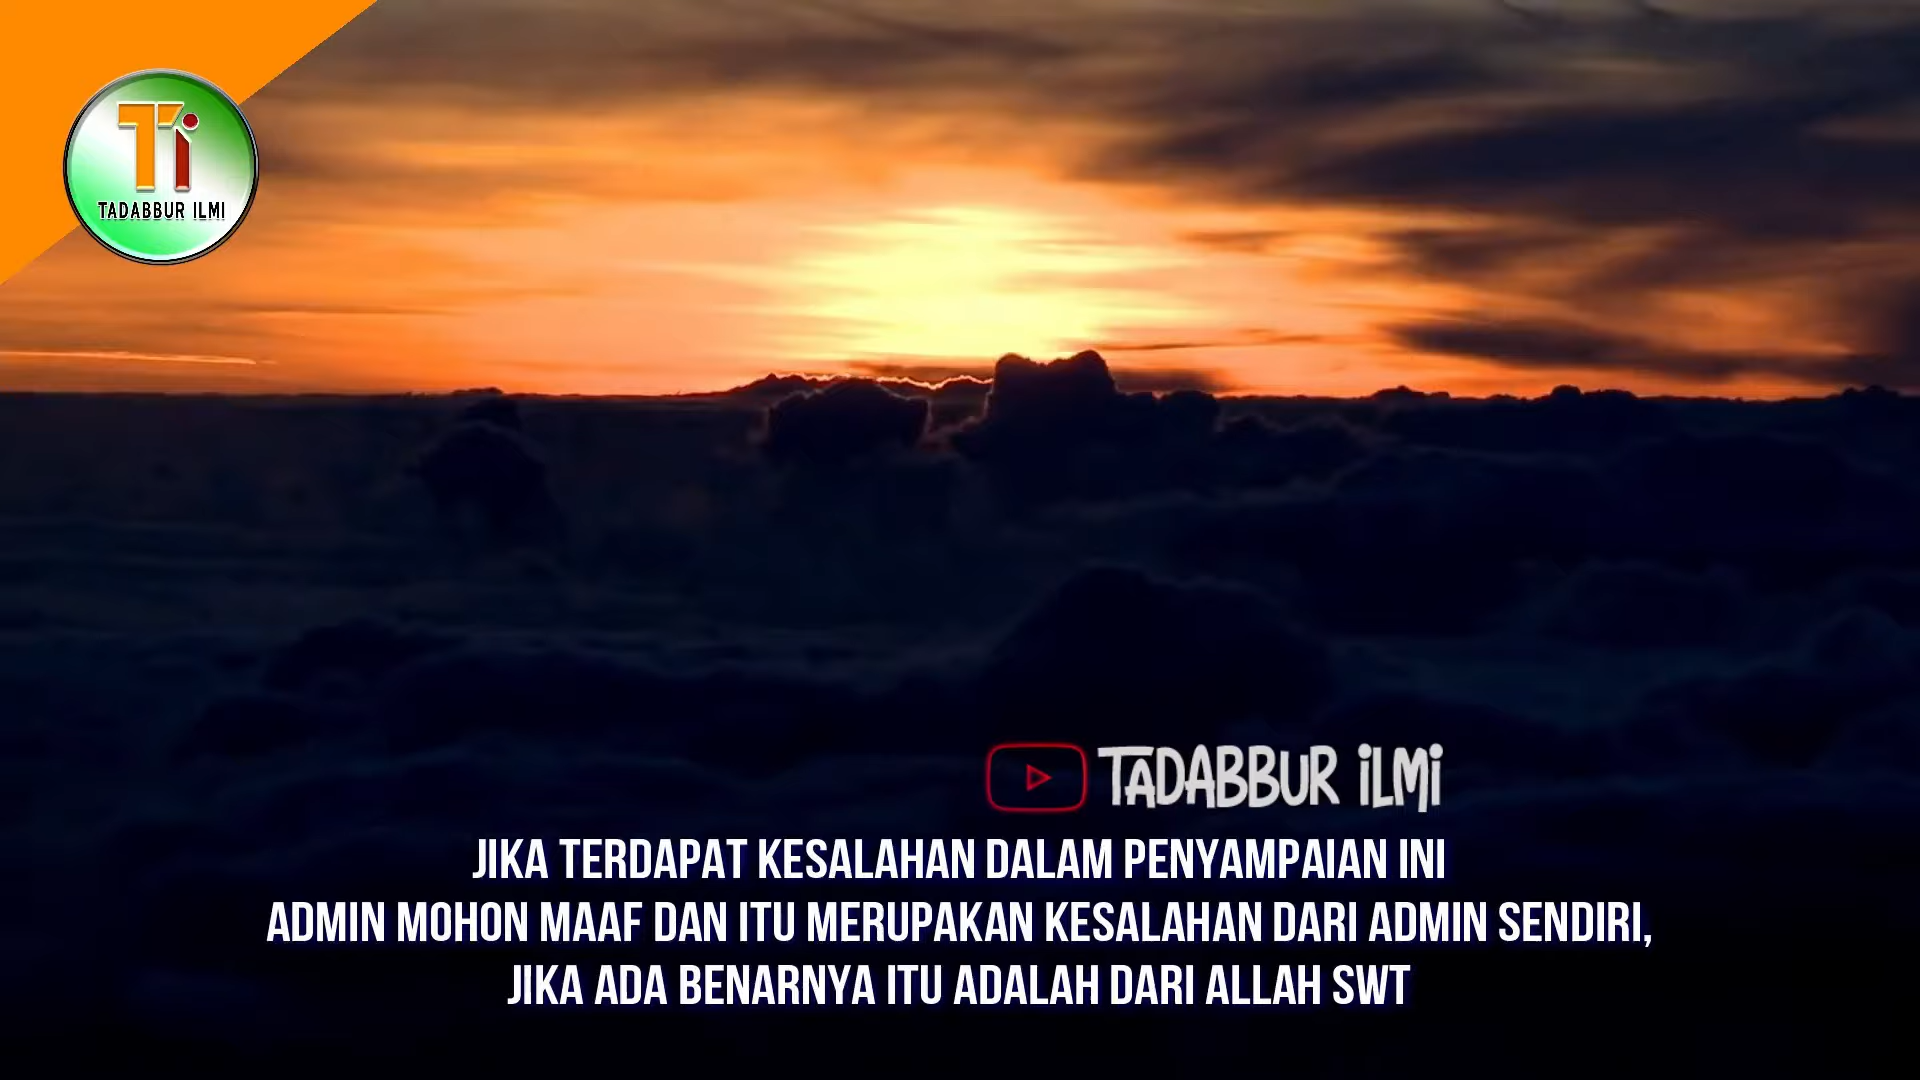 Ti
TADABBUR ILMI
TADABBUR iLMi
JIKA TERDAPAT KESALAHAN DALAM PENYAMPAIAN INI
ADMIN MOHON MAAF DAN ITU MERUPAKAN KESALAHAN DARI ADMIN SENDIRI,
JIKA ADA BENARNYA ITU ADALAH DARI ALLAH SWT